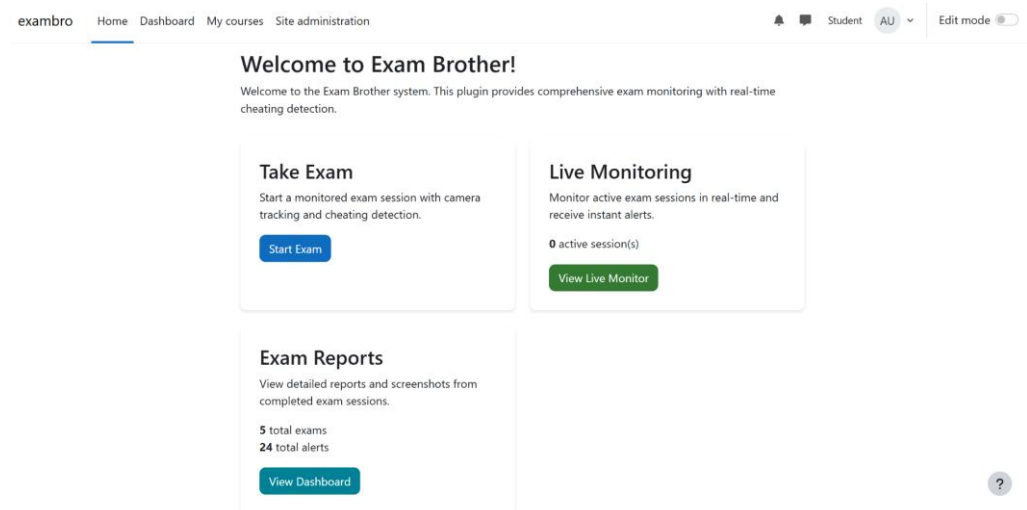 exambro Home Dashboard My courses Site administration Student AU Edit mode
Welcome to Exam Brother!
Welcome to the Exam Brother system. This plugin provides comprehensive exam monitoring with real-time
cheating detection.
Take Exam
Start a monitored exam session with camera
tracking and cheating detection.
Start Exam
Live Monitoring
Monitor active exam sessions in real-time and
receive instant alerts.
0 active session(s)
View Live Monitor
Exam Reports
View detailed reports and screenshots from
completed exam sessions.
5 total exams
24 total alerts
View Dashboard
?